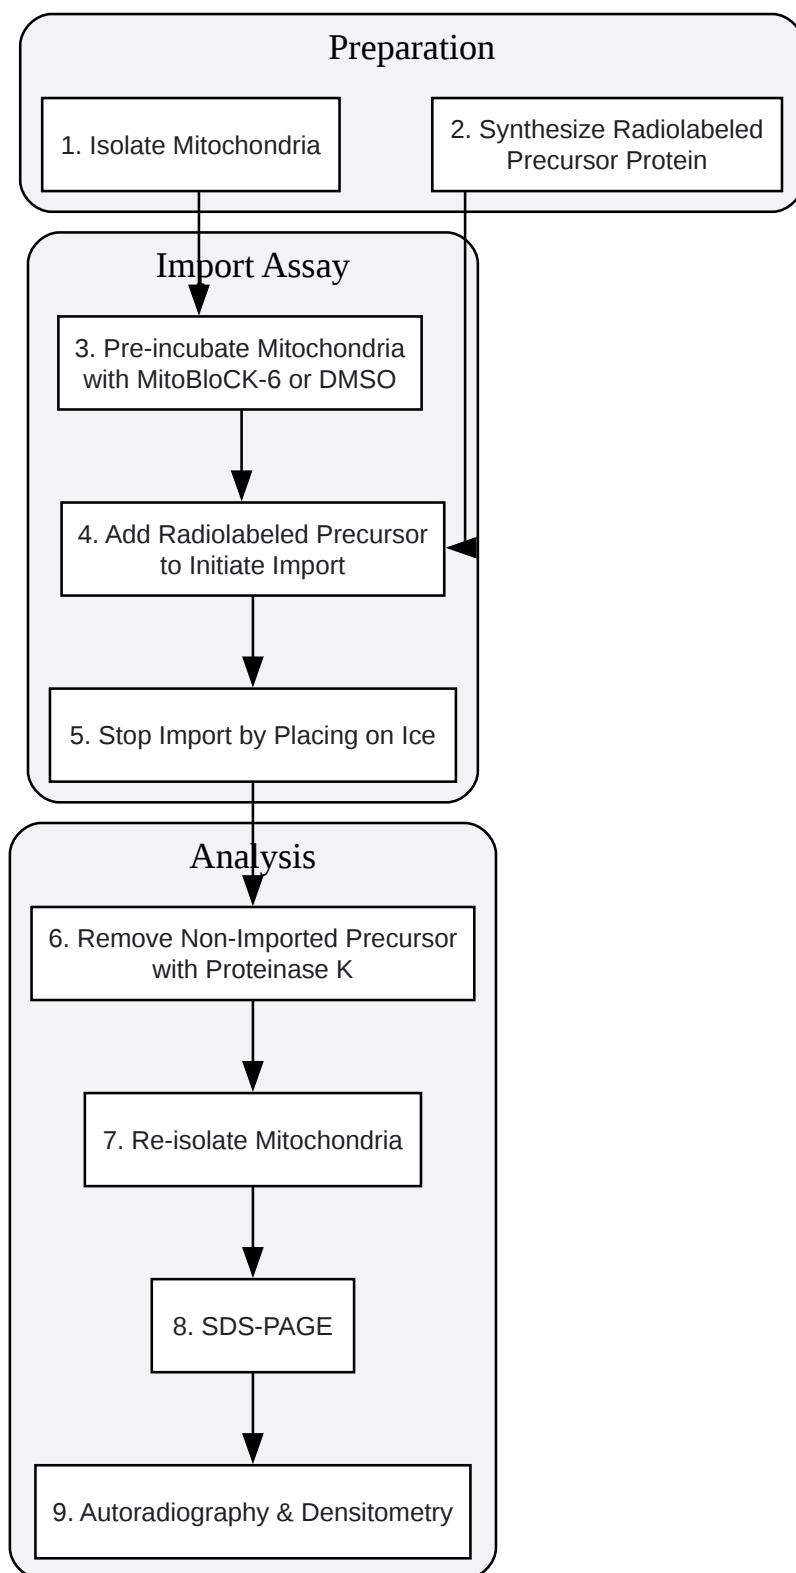 Preparation
1. Isolate Mitochondria
2. Synthesize Radiolabeled
Precursor Protein
Import Assay
3. Pre-incubate Mitochondria
with MitoBloCK-6 or DMSO
4. Add Radiolabeled Precursor
to Initiate Import
5. Stop Import by Placing on Ice
Analysis
6. Remove Non-Imported Precursor
with Proteinase K
7. Re-isolate Mitochondria
8. SDS-PAGE
9. Autoradiography & Densitometry